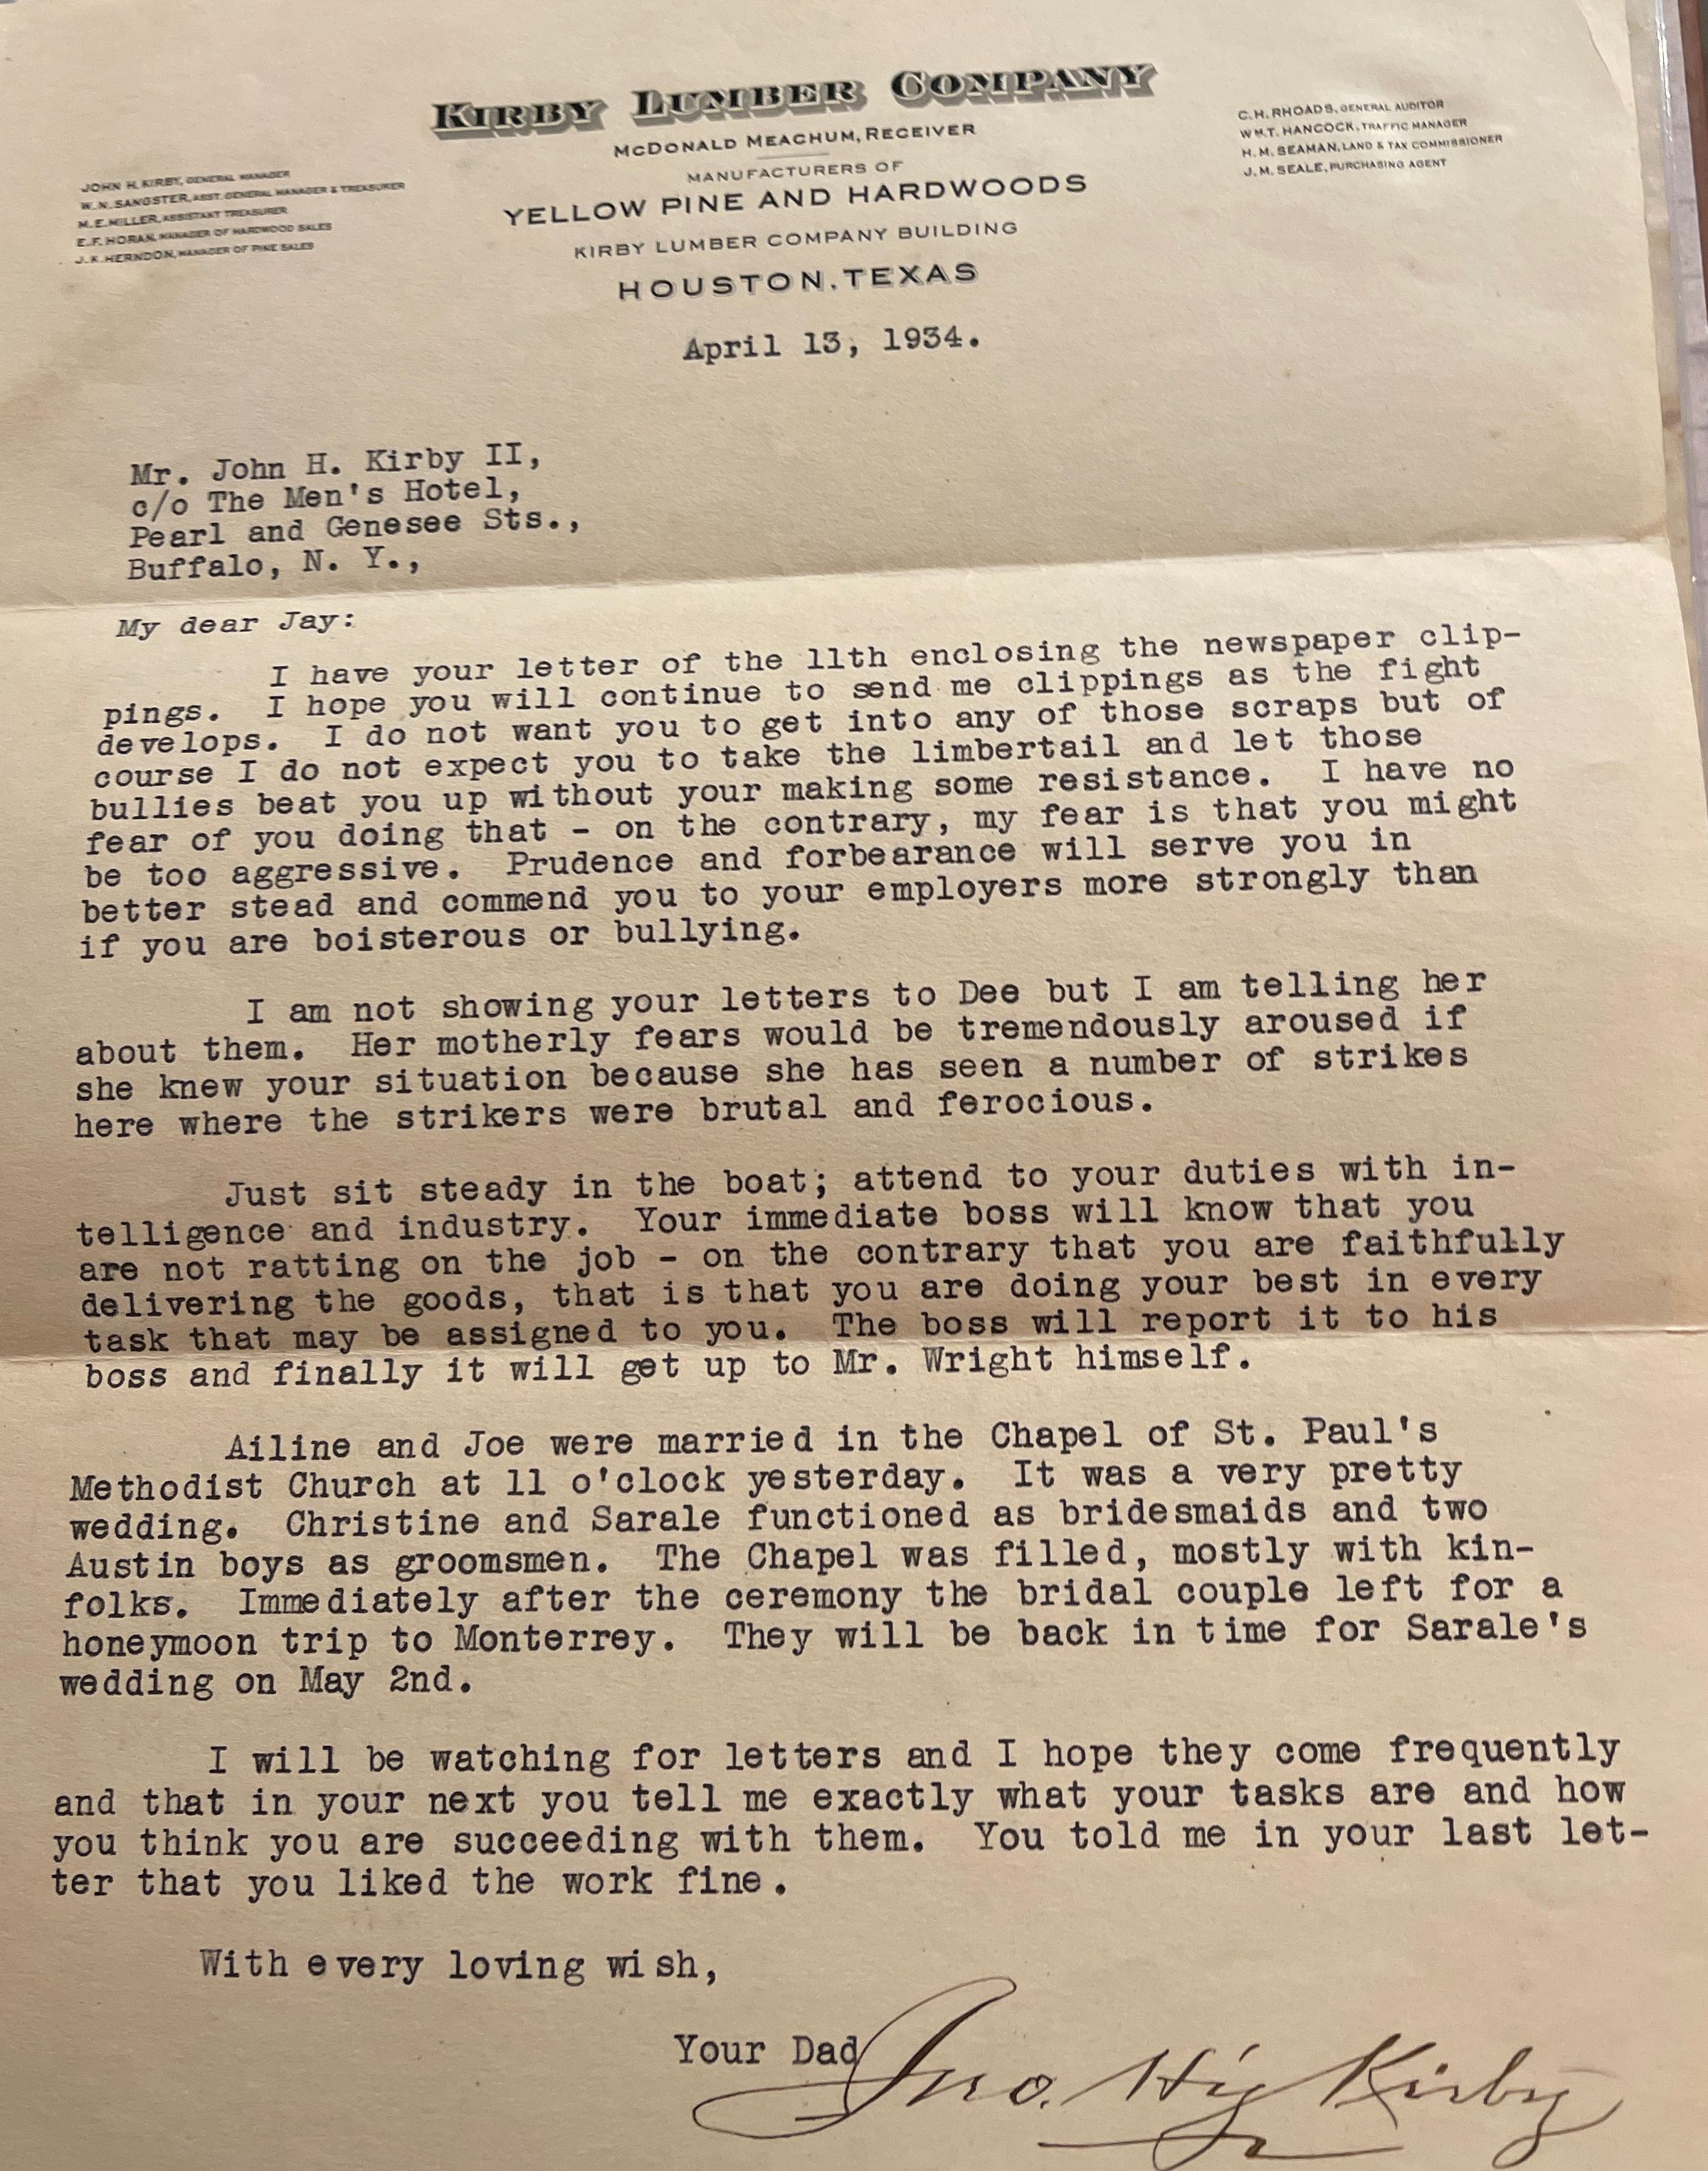 KIRBY LUMBER COMPANY
MCDONALD MEACHUM, RECEIVER
MANUFACTURERS OF
YELLOW PINE AND HARDWOODS
KIRBY LUMBER COMPANY BUILDING
HOUSTON, TEXAS
JOHN H. KIRBY, GENERAL MANAGER
W. N. SANGSTER, ASST. GENERAL MANAGER & TREASURER
M. E. MILLER, ASSISTANT TREASURER
E. F. HORAN, MANAGER OF HARDWOOD SALES
J. K. HERNDON, MANAGER OF PINE SALES
C. H. RHOADS, GENERAL AUDITOR
WM. T. HANCOCK, TRAFFIC MANAGER
H. M. SEAMAN, LAND & TAX COMMISSIONER
J. M. SEALE, PURCHASING AGENT
April 13, 1934.
Mr. John H. Kirby II,
c/o The Men's Hotel,
Pearl and Genesee Sts.,
Buffalo, N. Y.,
My dear Jay:
I have your letter of the 11th enclosing the newspaper clip-
pings. I hope you will continue to send me clippings as the fight
develops. I do not want you to get into any of those scraps but of
course I do not expect you to take the limbertail and let those
bullies beat you up without your making some resistance. I have no
fear of you doing that - on the contrary, my fear is that you might
be too aggressive. Prudence and forbearance will serve you in
better stead and commend you to your employers more strongly than
if you are boisterous or bullying.
I am not showing your letters to Dee but I am telling her
about them. Her motherly fears would be tremendously aroused if
she knew your situation because she has seen a number of strikes
here where the strikers were brutal and ferocious.
Just sit steady in the boat; attend to your duties with in-
telligence and industry. Your immediate boss will know that you
are not ratting on the job - on the contrary that you are faithfully
delivering the goods, that is that you are doing your best in every
task that may be assigned to you. The boss will report it to his
boss and finally it will get up to Mr. Wright himself.
Ailine and Joe were married in the Chapel of St. Paul's
Methodist Church at 11 o'clock yesterday. It was a very pretty
wedding. Christine and Sarale functioned as bridesmaids and two
Austin boys as groomsmen. The Chapel was filled, mostly with kin-
folks. Immediately after the ceremony the bridal couple left for a
honeymoon trip to Monterrey. They will be back in time for Sarale's
wedding on May 2nd.
I will be watching for letters and I hope they come frequently
and that in your next you tell me exactly what your tasks are and how
you think you are succeeding with them. You told me in your last let-
ter that you liked the work fine.
With every loving wish,
Your Dad
Jno. Hy Kirby